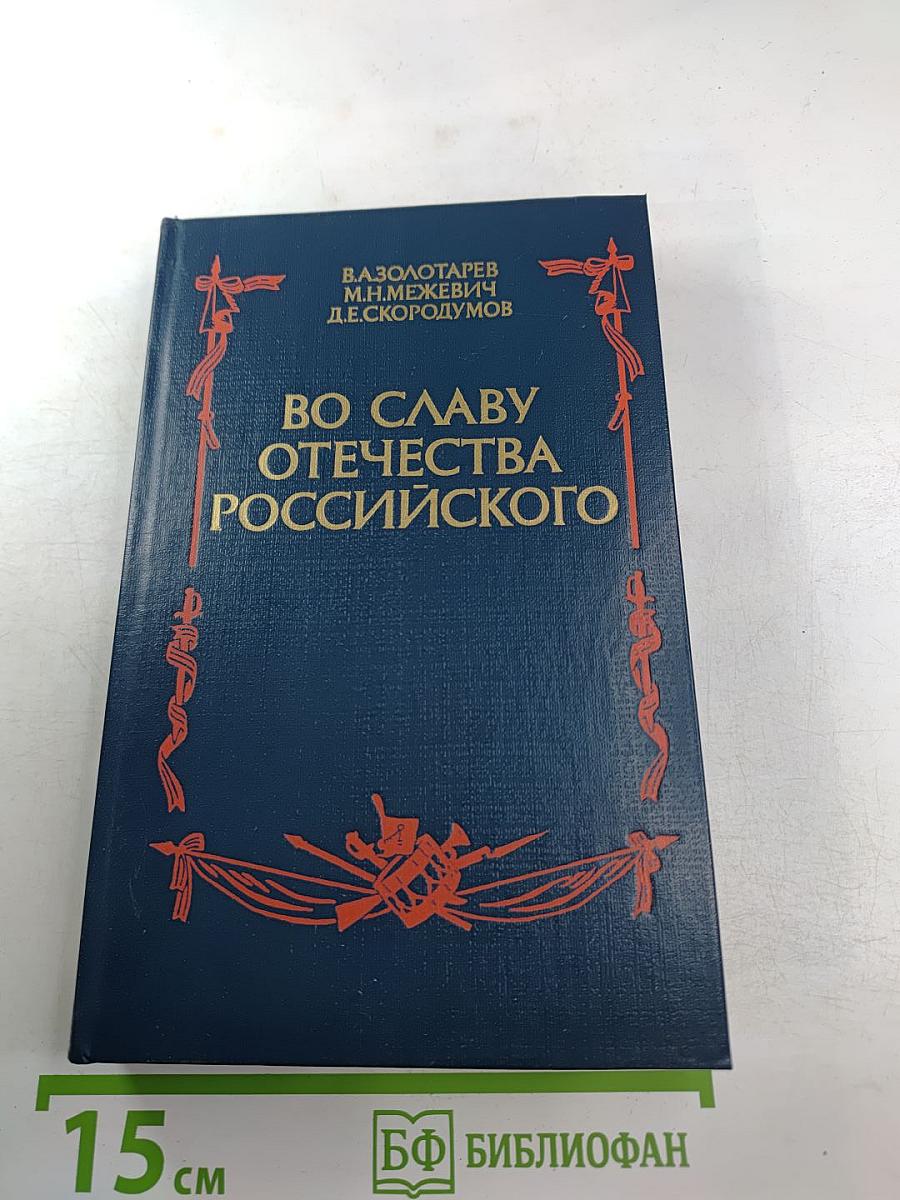 В.А.ЗОЛОТАРЕВ
М.Н.МЕЖЕВИЧ
Д.Е.СКОРОДУМОВ
ВО СЛАВУ
ОТЕЧЕСТВА
РОССИЙСКОГО
15 см
БФ БИБЛИОФАН